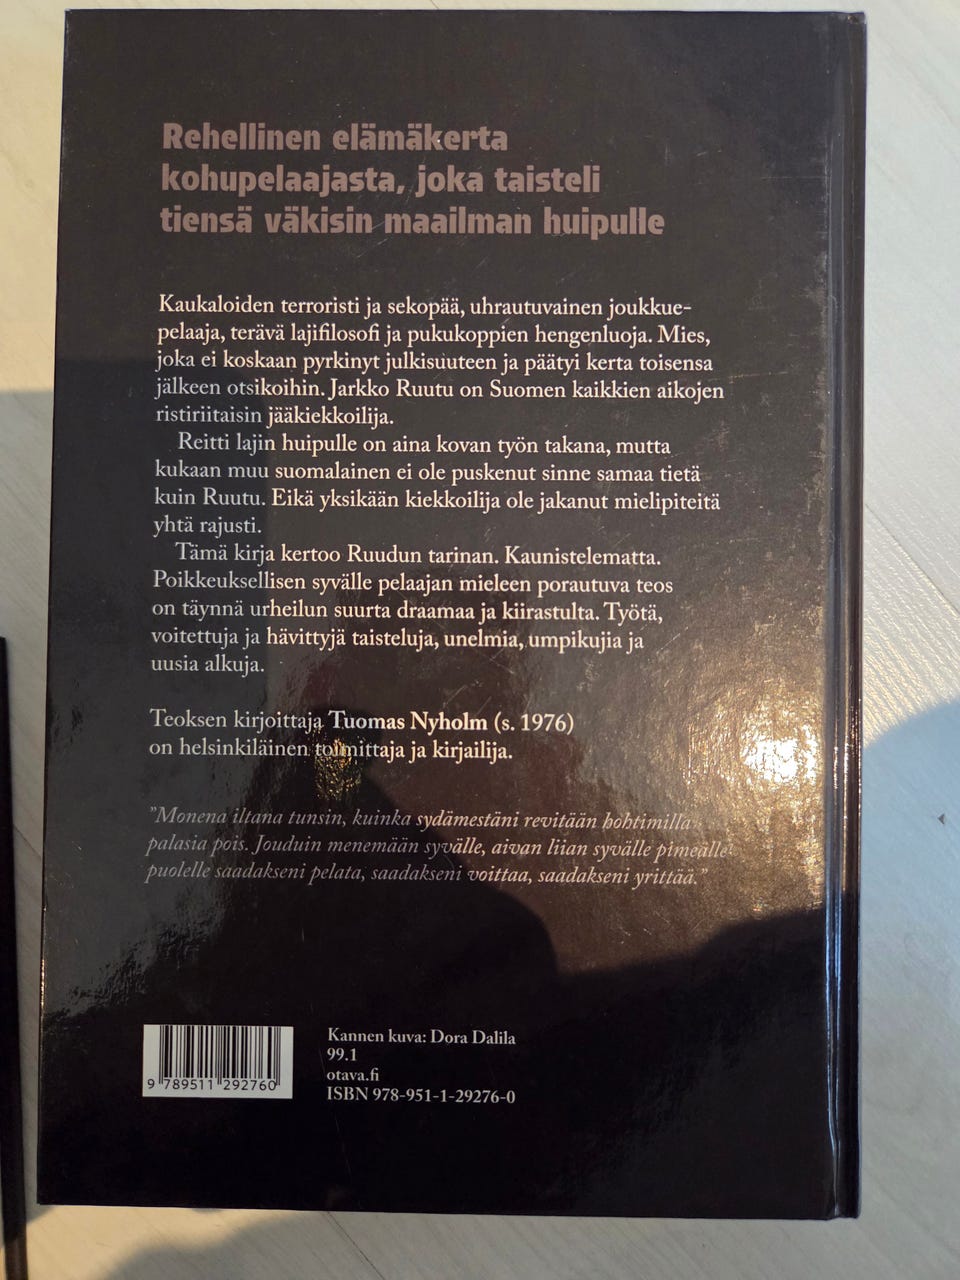 Rehellinen elämäkerta
kohupelaajasta, joka taisteli
tiensä väkisin maailman huipulle
Kaukaloiden terroristi ja sekopää, uhrautuvainen joukkue-
pelaaja, terävä lajifilosofi ja pukukoppien hengenluoja. Mies,
joka ei koskaan pyrkinyt julkisuuteen ja päätyi kerta toisensa
jälkeen otsikoihin. Jarkko Ruutu on Suomen kaikkien aikojen
ristiriitaisin jääkiekkoilija.
Reitti lajin huipulle on aina kovan työn takana, mutta
kukaan muu suomalainen ei ole puskenut sinne samaa tietä
kuin Ruutu. Eikä yksikään kiekkoilija ole jakanut mielipiteitä
yhtä rajusti.
Tämä kirja kertoo Ruudun tarinan. Kaunistelematta.
Poikkeuksellisen syvälle pelaajan mieleen porautuva teos
on täynnä urheilun suurta draamaa ja kiirastulta. Työtä,
voitettuja ja hävittyjä taisteluja, unelmia, umpikujia ja
uusia alkuja.
Teoksen kirjoittaja Tuomas Nyholm (s. 1976)
on helsinkiläinen toimittaja ja kirjailija.
"Monena iltana tunsin, kuinka sydämestäni revitään hohtimilla
palasia pois. Jouduin menemään syvälle, aivan liian syvälle pimeälle
puolelle saadakseni pelata, saadakseni voittaa, saadakseni yrittää."
Kannen kuva: Dora Dalila
99.1
otava.fi
ISBN 978-951-1-29276-0
9 789511 292760